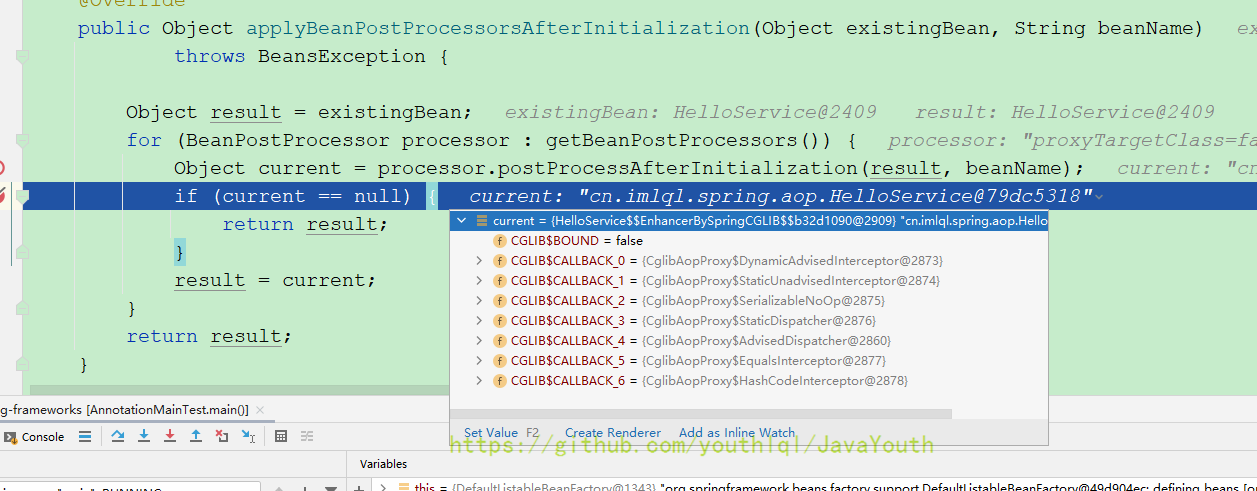 @Override
public Object applyBeanPostProcessorsAfterInitialization(Object existingBean, String beanName) ex
throws BeansException {
Object result = existingBean; existingBean: HelloService@2409 result: HelloService@2409
for (BeanPostProcessor processor : getBeanPostProcessors()) { processor: "proxyTargetClass=fa
Object current = processor.postProcessAfterInitialization(result, beanName); current: "cn
if (current == null) { current: "cn.imlql.spring.aop.HelloService@79dc5318"
current = {HelloService$$EnhancerBySpringCGLIB$$b32d1090@2909} "cn.imlql.spring.aop.Hello
return result;
CGLIB$BOUND = false
}
CGLIB$CALLBACK_0 = {CglibAopProxy$DynamicAdvisedInterceptor@2873}
result = current;
CGLIB$CALLBACK_1 = {CglibAopProxy$StaticUnadvisedInterceptor@2874}
CGLIB$CALLBACK_2 = {CglibAopProxy$SerializableNoOp@2875}
}
CGLIB$CALLBACK_3 = {CglibAopProxy$StaticDispatcher@2876}
return result;
CGLIB$CALLBACK_4 = {CglibAopProxy$AdvisedDispatcher@2860}
}
CGLIB$CALLBACK_5 = {CglibAopProxy$EqualsInterceptor@2877}
CGLIB$CALLBACK_6 = {CglibAopProxy$HashCodeInterceptor@2878}
g-frameworks [AnnotationMainTest.main()]
Set Value F2 Create Renderer Add as Inline Watch
Console
https://github.com/youthlql/JavaYouth
Variables
this = {DefaultListableBeanFactory@1343} "org.springframework.beans.factory.support.DefaultListableBeanFactory@49d904ec: defining beans [o